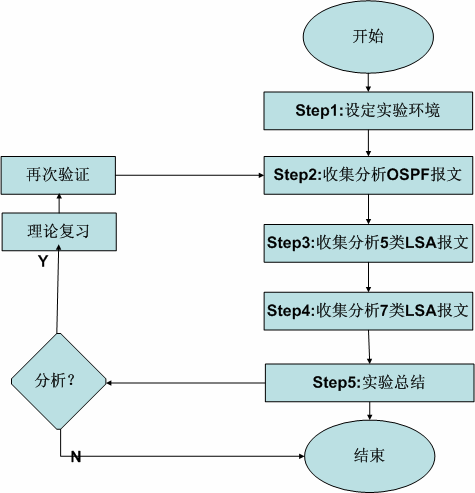 开始
Step1:设定实验环境
再次验证
Step2:收集分析OSPF报文
理论复习
Step3:收集分析5类LSA报文
Y
Step4:收集分析7类LSA报文
分析？
Step5:实验总结
N
结束